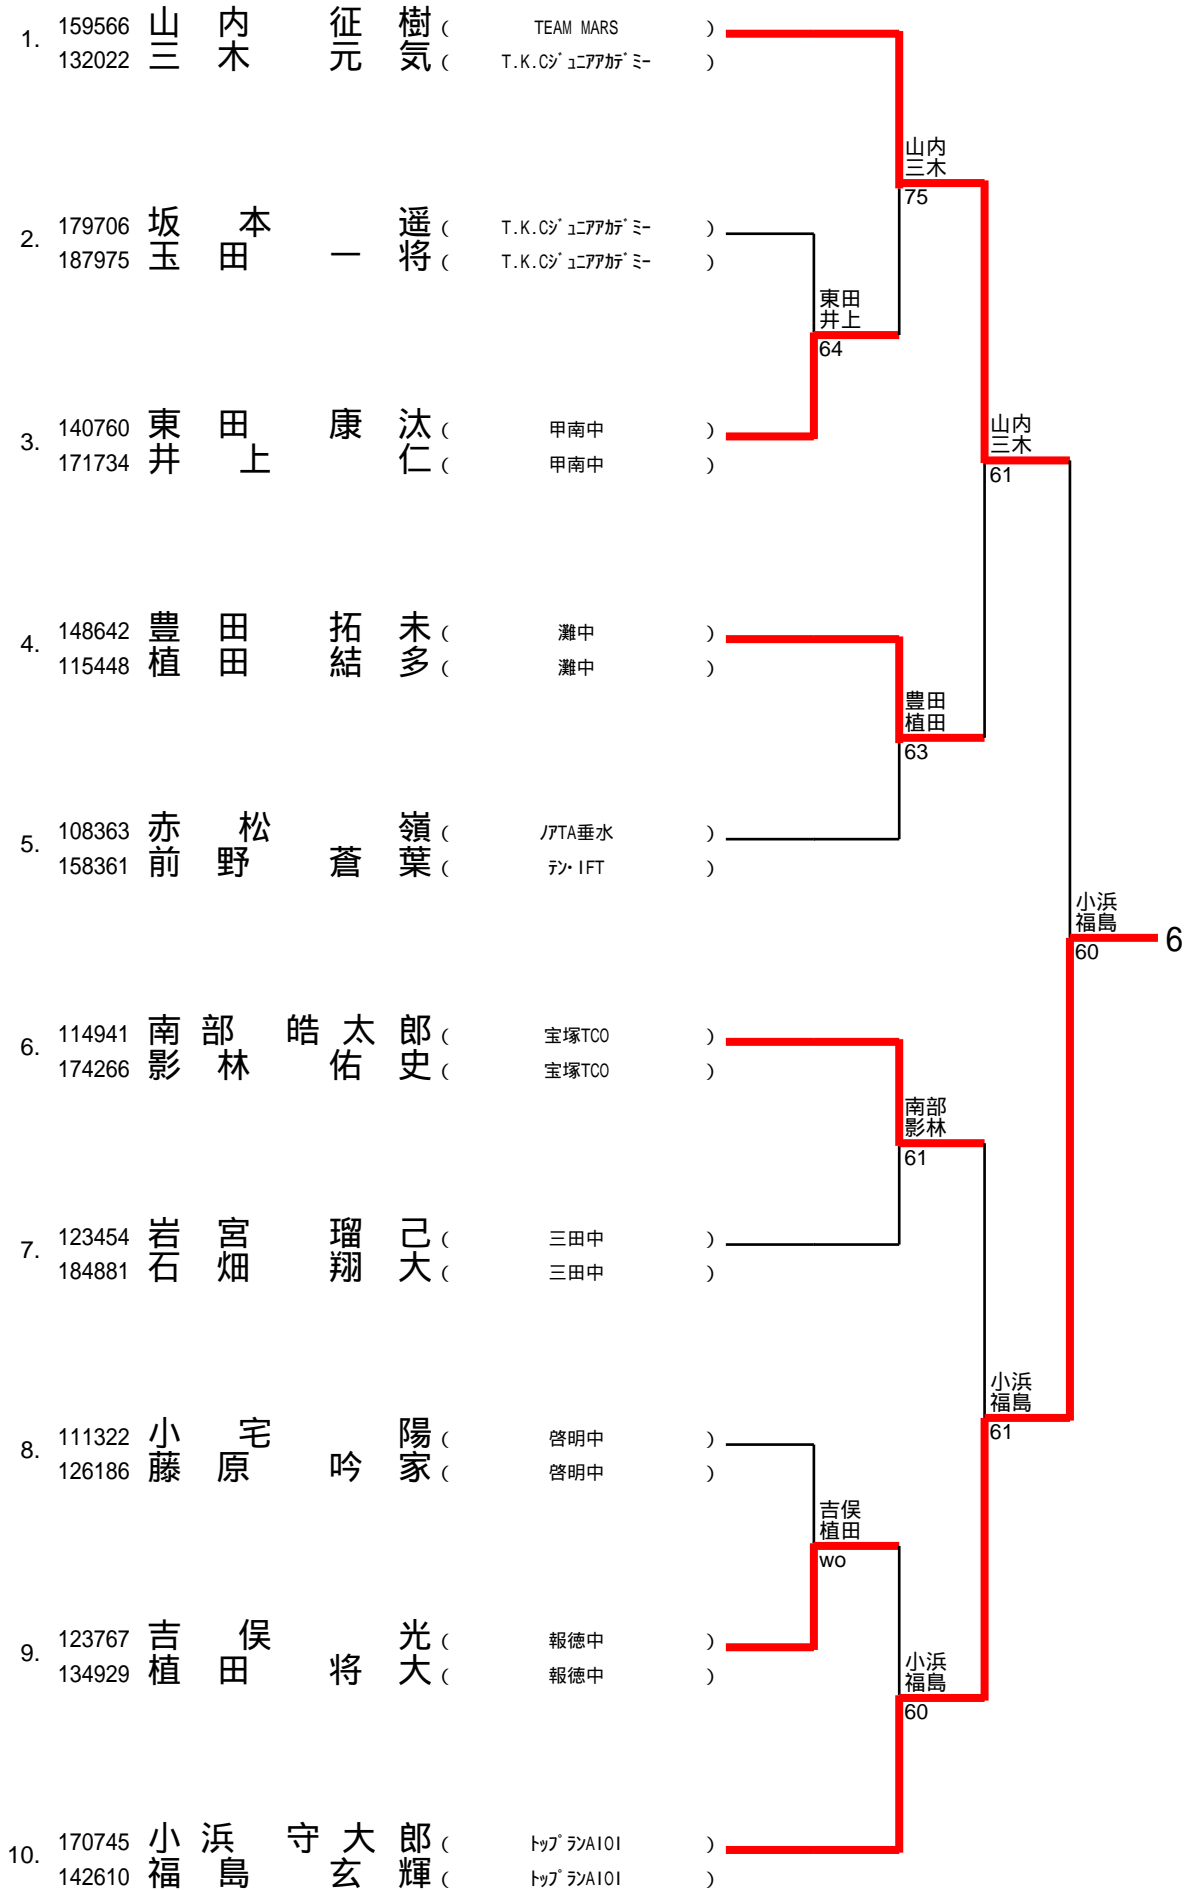 1. 159566 山内 征樹 ( TEAM MARS )
132022 三木 元気 ( T.K.Cｼﾞｭﾆｱｱｶﾃﾞﾐｰ )
山内
三木
75
2. 179706 坂本 遥 ( T.K.Cｼﾞｭﾆｱｱｶﾃﾞﾐｰ )
187975 玉田 一将 ( T.K.Cｼﾞｭﾆｱｱｶﾃﾞﾐｰ )
東田
井上
64
3. 140760 東田 康汰 ( 甲南中 )
171734 井上 仁 ( 甲南中 )
山内
三木
61
4. 148642 豊田 拓未 ( 灘中 )
115448 植田 結多 ( 灘中 )
豊田
植田
63
5. 108363 赤松 嶺 ( ﾉｱTA垂水 )
158361 前野 蒼葉 ( ﾃﾝ･IFT )
小浜
福島
60
6
6. 114941 南部 皓太郎 ( 宝塚TCO )
174266 影林 佑史 ( 宝塚TCO )
南部
影林
61
7. 123454 岩宮 瑠己 ( 三田中 )
184881 石畑 翔大 ( 三田中 )
小浜
福島
61
8. 111322 小宅 陽 ( 啓明中 )
126186 藤原 吟家 ( 啓明中 )
吉俣
植田
wo
9. 123767 吉俣 光 ( 報徳中 )
134929 植田 将大 ( 報徳中 )
小浜
福島
60
10. 170745 小浜 守大郎 ( ﾄｯﾌﾟﾗﾝAIOI )
142610 福島 玄輝 ( ﾄｯﾌﾟﾗﾝAIOI )